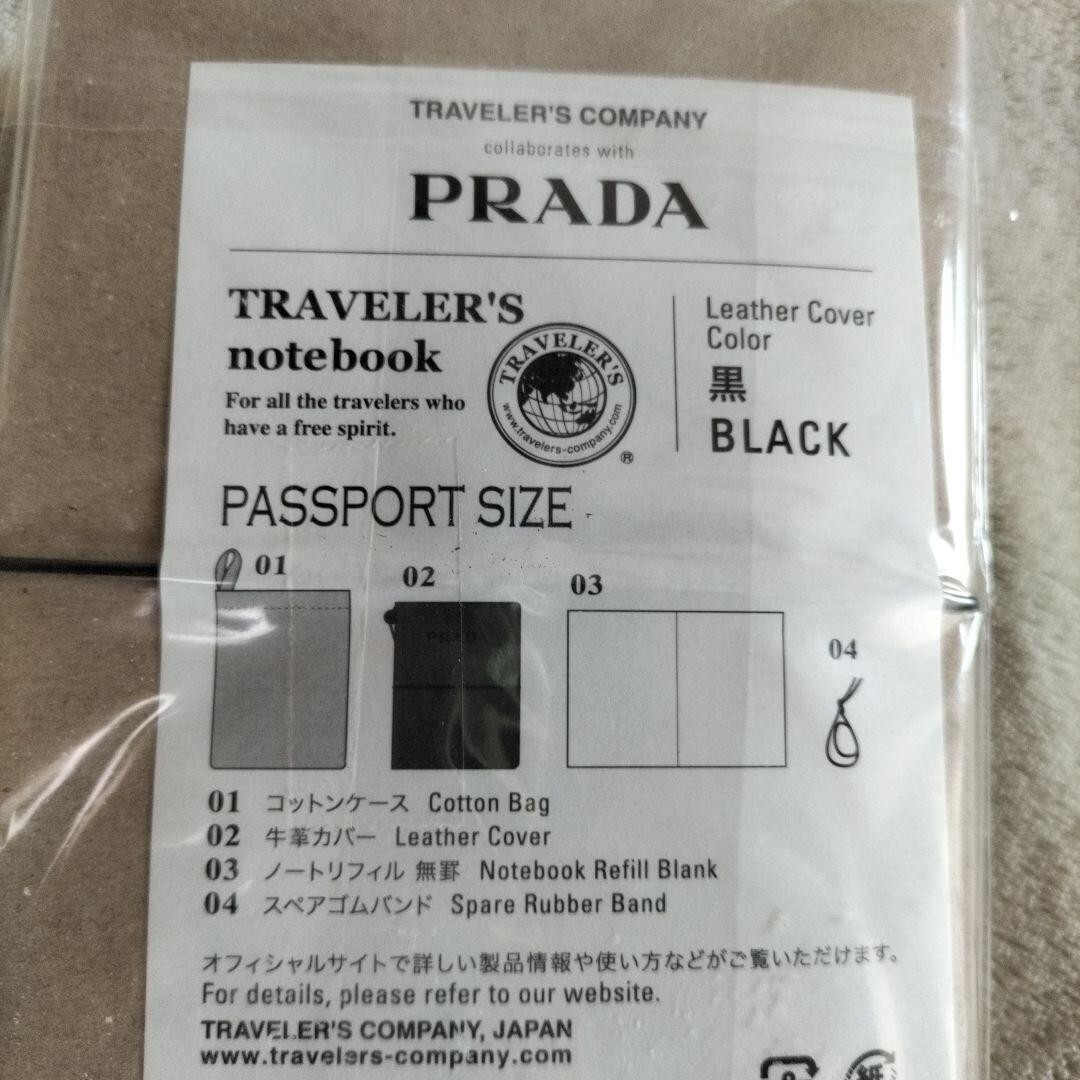 TRAVELER'S COMPANY
collaborates with
PRADA
TRAVELER'S
notebook
For all the travelers who
have a free spirit.
TRAVELER'S
www.travelers-company.com
®
Leather Cover
Color
黒
BLACK
PASSPORT SIZE
01
02
03
04
PRADA
01 コットンケース Cotton Bag
02 牛革カバー Leather Cover
03 ノートリフィル 無罫 Notebook Refill Blank
04 スペアゴムバンド Spare Rubber Band
オフィシャルサイトで詳しい製品情報や使い方などがご覧いただけます。
For details, please refer to our website.
TRAVELER'S COMPANY, JAPAN
www.travelers-company.com
紙